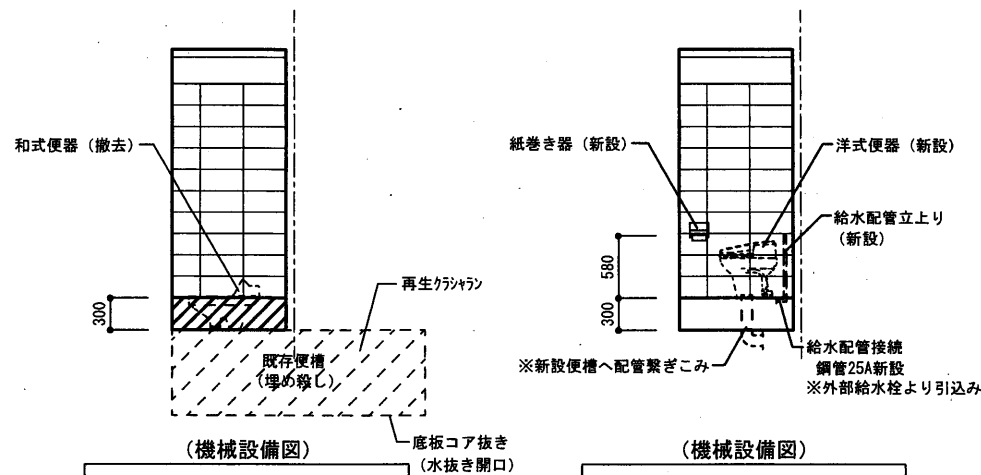 和式便器（撤去）
再生クラシャラン
300
既存便槽
（埋め殺し）
底板コア抜き
（水抜き開口）
（機械設備図）
紙巻き器（新設）
洋式便器（新設）
給水配管立上り
（新設）
580
300
※新設便槽へ配管繋ぎこみ
給水配管接続
鋼管25A新設
※外部給水栓より引込み
（機械設備図）